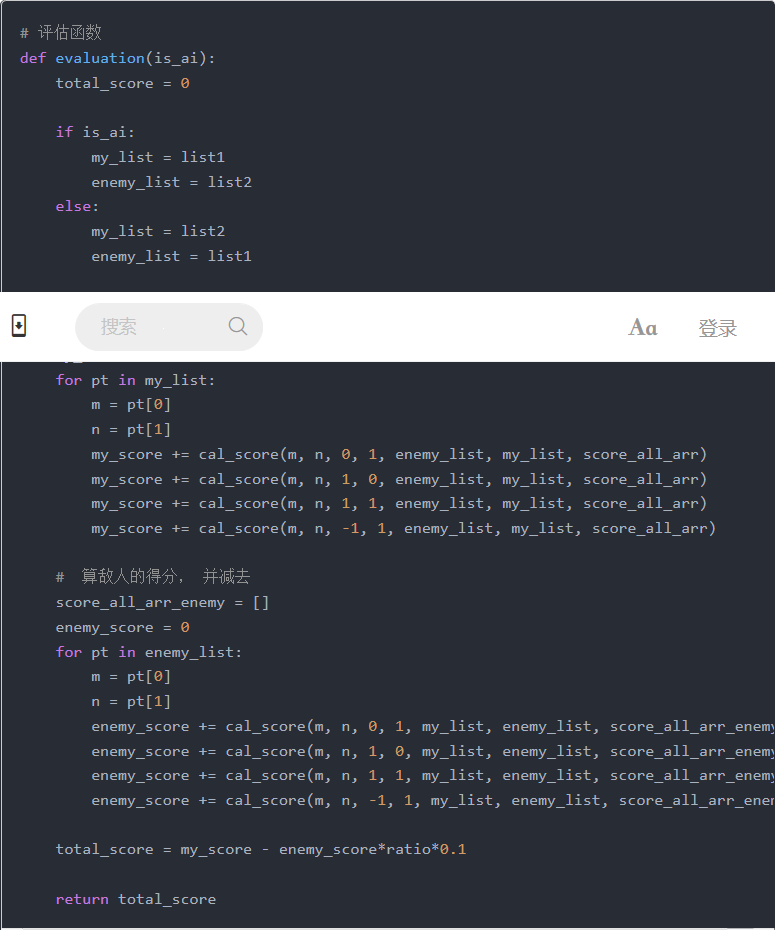 # 评估函数
def evaluation(is_ai):
    total_score = 0
    if is_ai:
        my_list = list1
        enemy_list = list2
    else:
        my_list = list2
        enemy_list = list1
搜索
Aa
登录
    for pt in my_list:
        m = pt[0]
        n = pt[1]
        my_score += cal_score(m, n, 0, 1, enemy_list, my_list, score_all_arr)
        my_score += cal_score(m, n, 1, 0, enemy_list, my_list, score_all_arr)
        my_score += cal_score(m, n, 1, 1, enemy_list, my_list, score_all_arr)
        my_score += cal_score(m, n, -1, 1, enemy_list, my_list, score_all_arr)
    #  算敌人的得分， 并减去
    score_all_arr_enemy = []
    enemy_score = 0
    for pt in enemy_list:
        m = pt[0]
        n = pt[1]
        enemy_score += cal_score(m, n, 0, 1, my_list, enemy_list, score_all_arr_enemy
        enemy_score += cal_score(m, n, 1, 0, my_list, enemy_list, score_all_arr_enemy
        enemy_score += cal_score(m, n, 1, 1, my_list, enemy_list, score_all_arr_enemy
        enemy_score += cal_score(m, n, -1, 1, my_list, enemy_list, score_all_arr_ene
    total_score = my_score - enemy_score*ratio*0.1
    return total_score